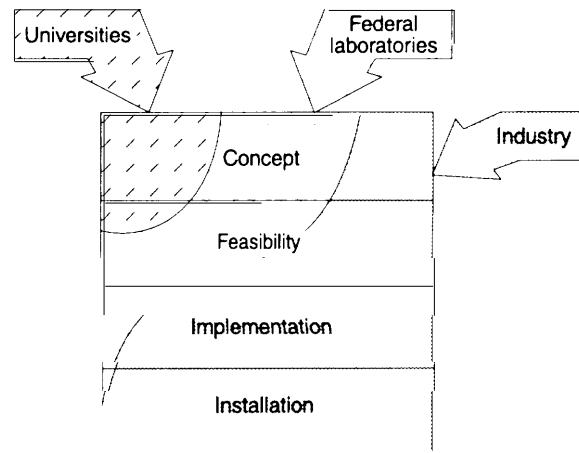 Universities
Federal
laboratories
Industry
Concept
Feasibility
Implementation
Installation